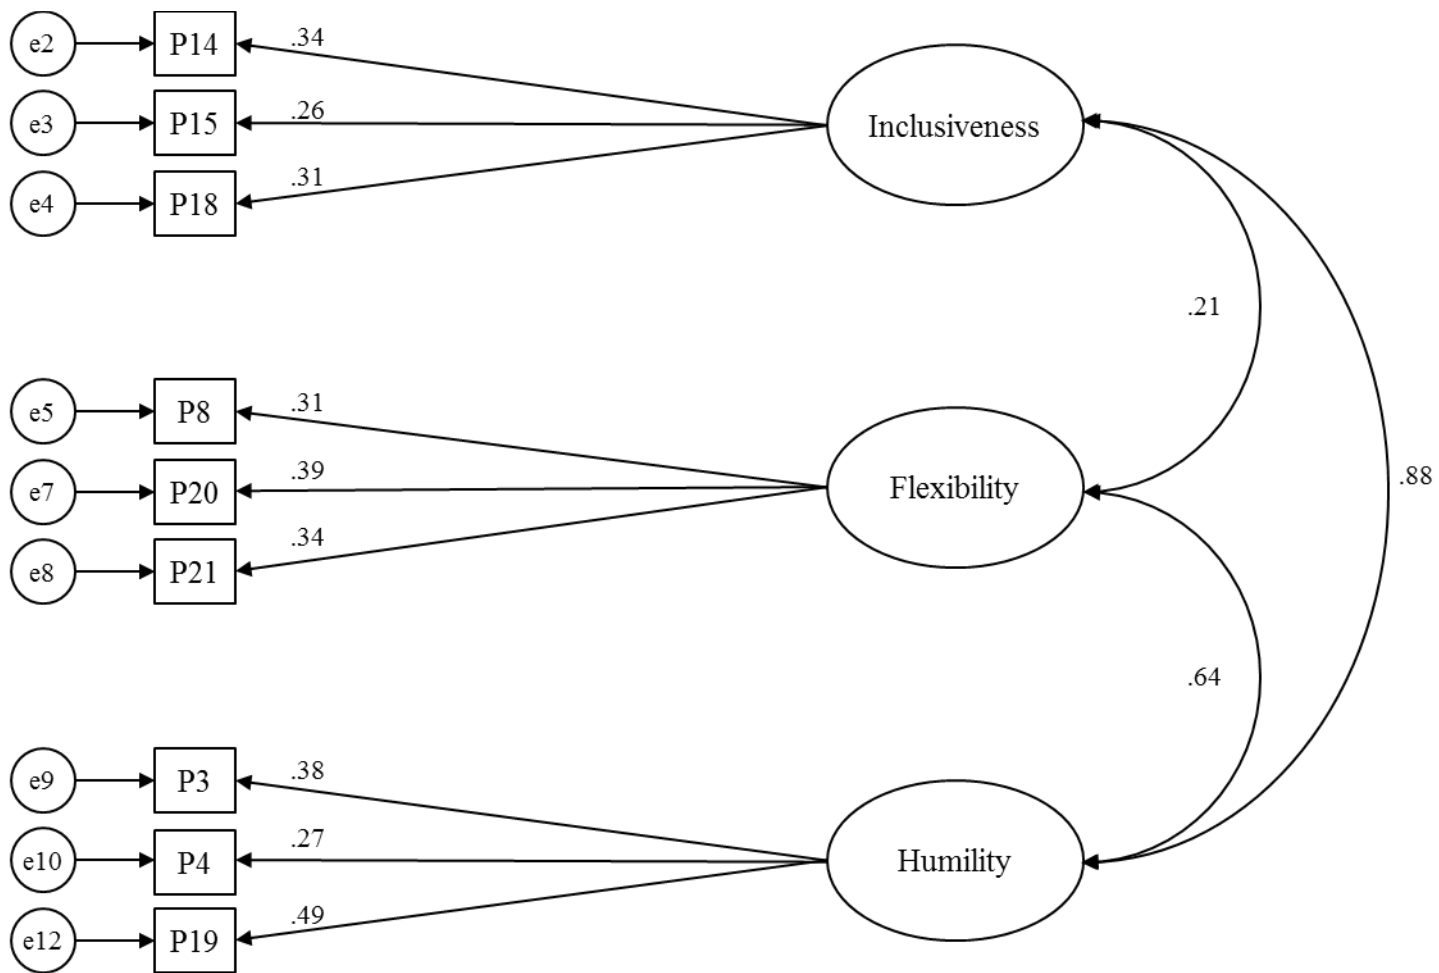 e2 P14 .34
e3 P15 .26 Inclusiveness
e4 P18 .31
.21
e5 P8 .31
e7 P20 .39 Flexibility .88
e8 P21 .34
.64
e9 P3 .38
e10 P4 .27 Humility
e12 P19 .49